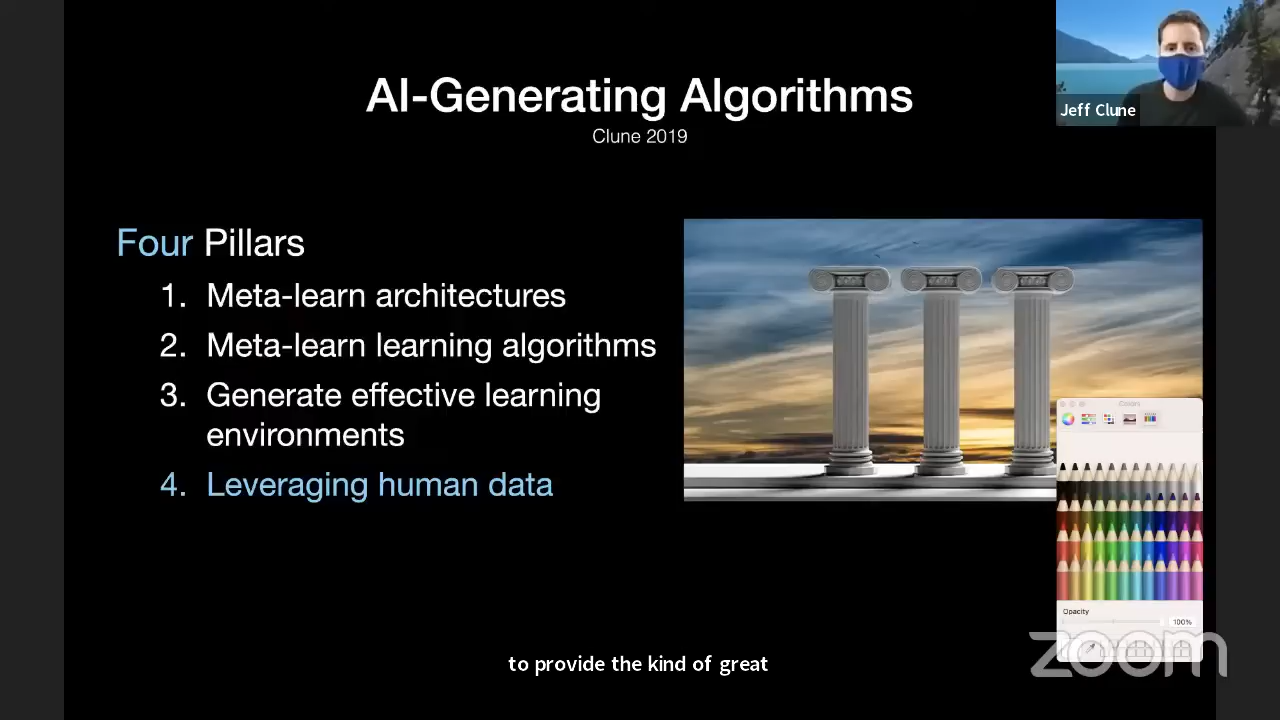 AI-Generating Algorithms
Clune 2019
Jeff Clune
Four Pillars
1. Meta-learn architectures
2. Meta-learn learning algorithms
3. Generate effective learning
environments
4. Leveraging human data
Colors
Opacity
100%
zoom
to provide the kind of great